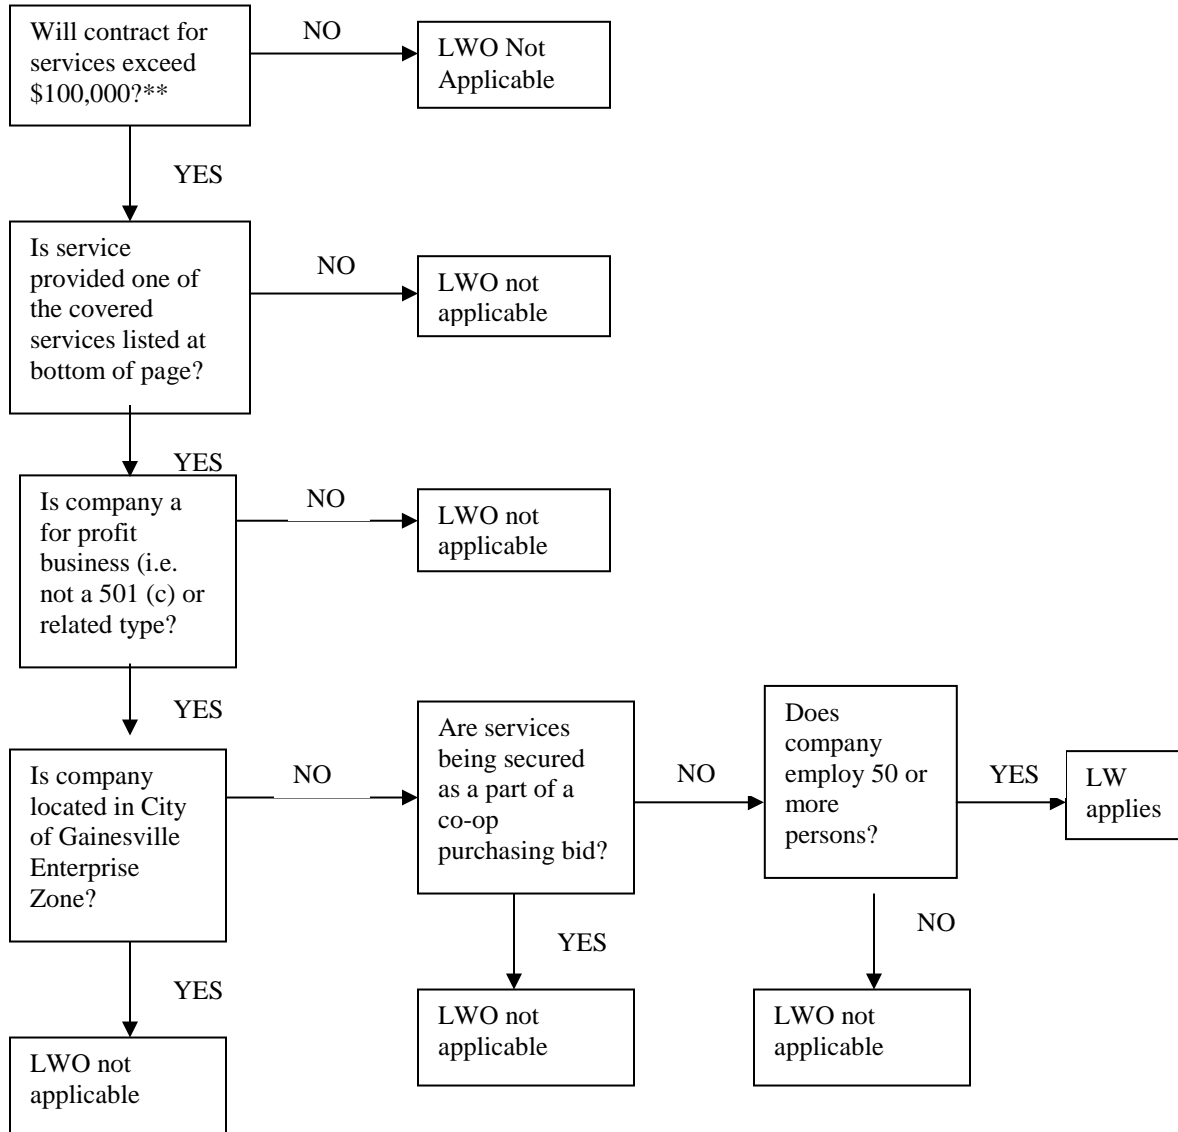 Will contract for
services exceed
$100,000?**
NO
LWO Not
Applicable
YES
Is service
provided one of
the covered
services listed at
bottom of page?
NO
LWO not
applicable
YES
Is company a
for profit
business (i.e.
not a 501 (c) or
related type?
NO
LWO not
applicable
YES
Is company
located in City
of Gainesville
Enterprise
Zone?
NO
Are services
being secured
as a part of a
co-op
purchasing bid?
NO
Does
company
employ 50 or
more
persons?
YES
LW
applies
YES
LWO not
applicable
YES
LWO not
applicable
NO
LWO not
applicable